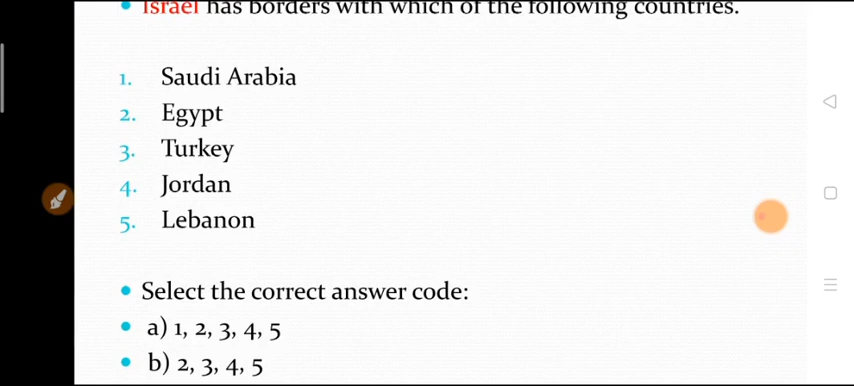 • Israel has borders with which of the following countries.
1. Saudi Arabia
2. Egypt
3. Turkey
4. Jordan
5. Lebanon
• Select the correct answer code:
• a) 1, 2, 3, 4, 5
• b) 2, 3, 4, 5